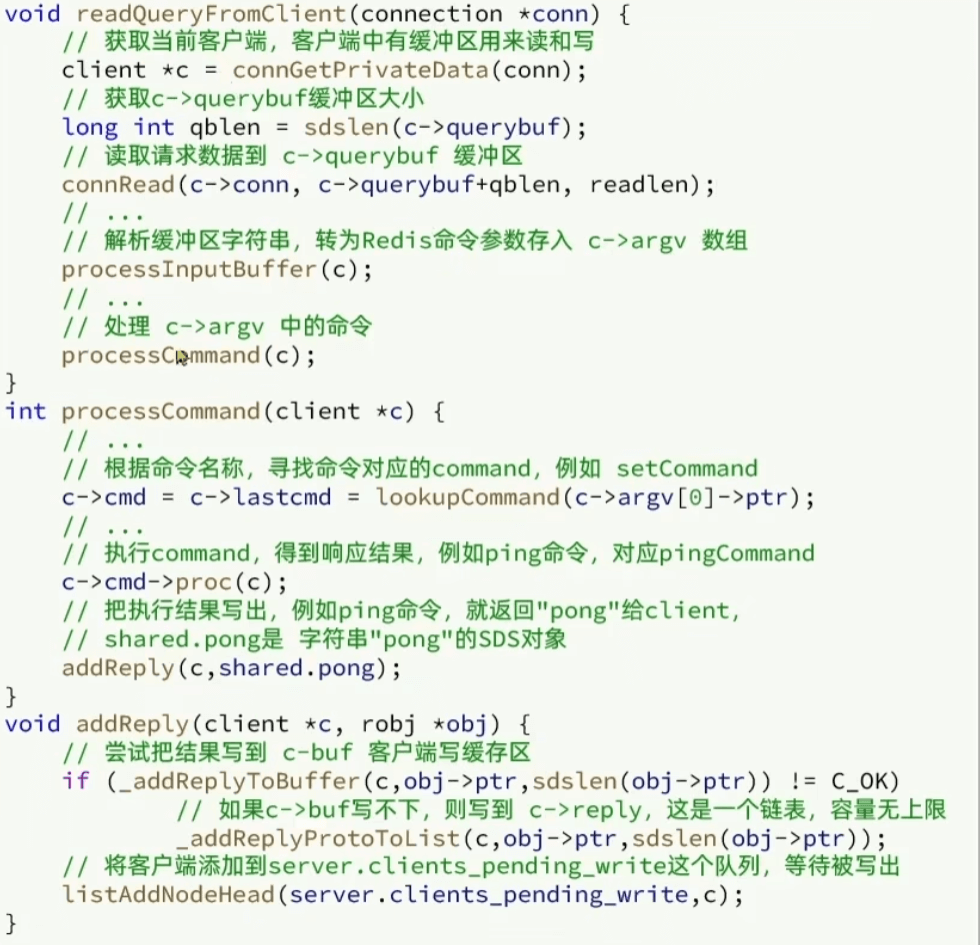 void readQueryFromClient(connection *conn) {
    // 获取当前客户端，客户端中有缓冲区用来读和写
    client *c = connGetPrivateData(conn);
    // 获取c->querybuf缓冲区大小
    long int qblen = sdslen(c->querybuf);
    // 读取请求数据到 c->querybuf 缓冲区
    connRead(c->conn, c->querybuf+qblen, readlen);
    // ...
    // 解析缓冲区字符串，转为Redis命令参数存入 c->argv 数组
    processInputBuffer(c);
    // ...
    // 处理 c->argv 中的命令
    processCommand(c);
}
int processCommand(client *c) {
    // ...
    // 根据命令名称，寻找命令对应的command，例如 setCommand
    c->cmd = c->lastcmd = lookupCommand(c->argv[0]->ptr);
    // ...
    // 执行command，得到响应结果，例如ping命令，对应pingCommand
    c->cmd->proc(c);
    // 把执行结果写出，例如ping命令，就返回"pong"给client，
    // shared.pong是 字符串"pong"的SDS对象
    addReply(c,shared.pong);
}
void addReply(client *c, robj *obj) {
    // 尝试把结果写到 c-buf 客户端写缓存区
    if (_addReplyToBuffer(c,obj->ptr,sdslen(obj->ptr)) != C_OK)
            // 如果c->buf写不下，则写到 c->reply，这是一个链表，容量无上限
            _addReplyProtoToList(c,obj->ptr,sdslen(obj->ptr));
    // 将客户端添加到server.clients_pending_write这个队列，等待被写出
    listAddNodeHead(server.clients_pending_write,c);
}